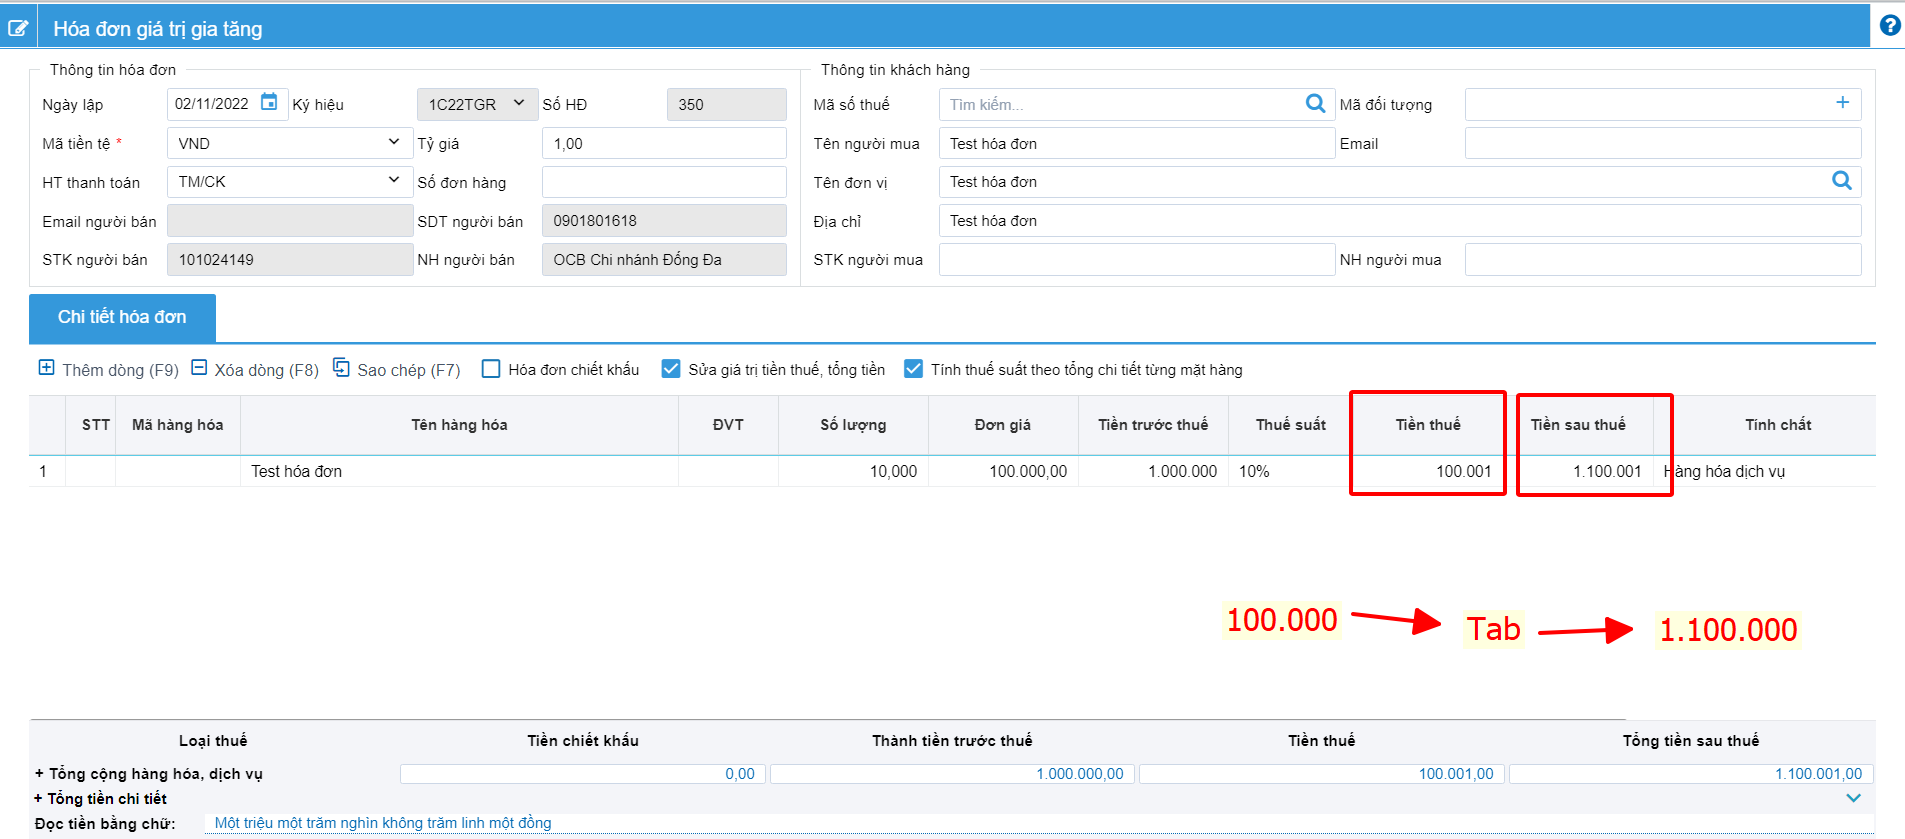 Hóa đơn giá trị gia tăng
Thông tin hóa đơn
Ngày lập 02/11/2022 Ký hiệu 1C22TGR Số HĐ 350
Mã tiền tệ * VND Tỷ giá 1,00
HT thanh toán TM/CK Số đơn hàng
Email người bán SDT người bán 0901801618
STK người bán 101024149 NH người bán OCB Chi nhánh Đống Đa
Thông tin khách hàng
Mã số thuế Tìm kiếm... Mã đối tượng
Tên người mua Test hóa đơn Email
Tên đơn vị Test hóa đơn
Địa chỉ Test hóa đơn
STK người mua NH người mua
Chi tiết hóa đơn
Thêm dòng (F9) Xóa dòng (F8) Sao chép (F7) Hóa đơn chiết khấu Sửa giá trị tiền thuế, tổng tiền Tính thuế suất theo tổng chi tiết từng mặt hàng
STT Mã hàng hóa Tên hàng hóa ĐVT Số lượng Đơn giá Tiền trước thuế Thuế suất Tiền thuế Tiền sau thuế Tính chất
1 Test hóa đơn 10,000 100.000,00 1.000.000 10% 100.001 1.100.001 Hàng hóa dịch vụ
100.000 Tab 1.100.000
Loại thuế Tiền chiết khấu Thành tiền trước thuế Tiền thuế Tổng tiền sau thuế
+ Tổng cộng hàng hóa, dịch vụ 0,00 1.000.000,00 100.001,00 1.100.001,00
+ Tổng tiền chi tiết
Đọc tiền bằng chữ: Một triệu một trăm nghìn không trăm linh một đồng